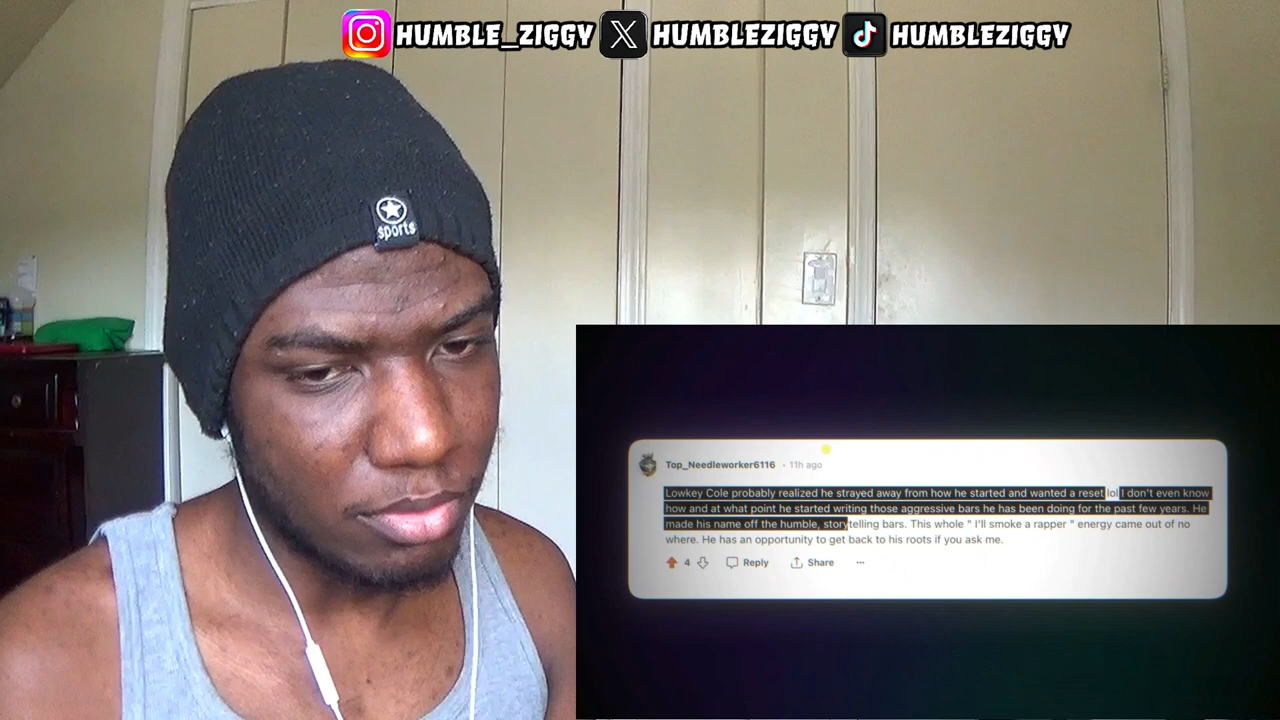 HUMBLE_ZIGGY HUMBLEZIGGY HUMBLEZIGGY
sports
Top_Needleworker6116 • 11h ago
Lowkey Cole probably realized he strayed away from how he started and wanted a reset lol I don't even know
how and at what point he started writing those aggressive bars he has been doing for the past few years. He
made his name off the humble, storytelling bars. This whole " I'll smoke a rapper " energy came out of no
where. He has an opportunity to get back to his roots if you ask me.
4 Reply Share ...